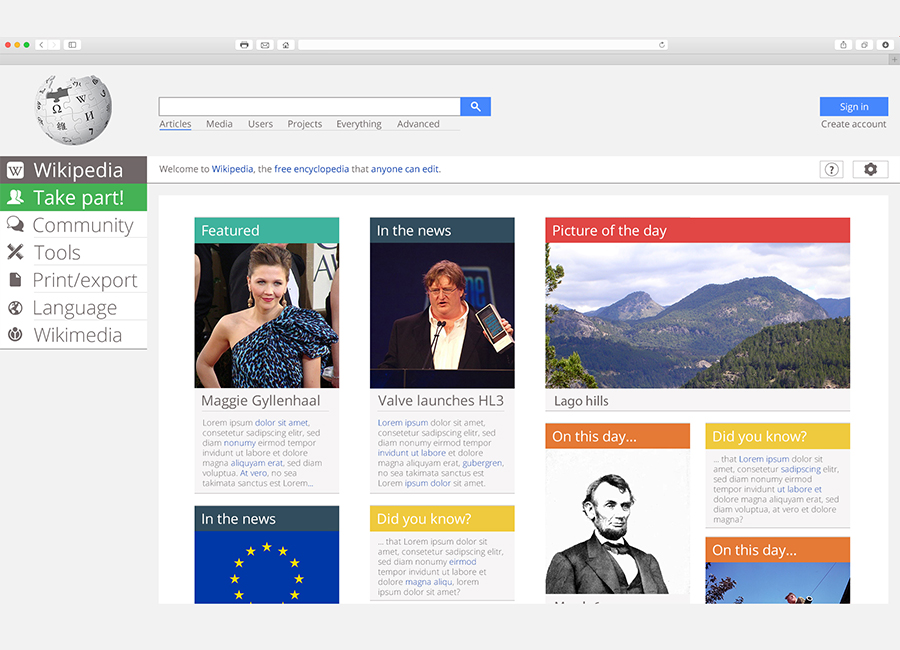 Articles
Media
Users
Projects
Everything
Advanced
Sign in
Create account
W Wikipedia
Take part!
Community
Tools
Print/export
Language
Wikimedia
Welcome to Wikipedia, the free encyclopedia that anyone can edit.
?
Featured
Maggie Gyllenhaal
Lorem ipsum dolor sit amet,
consetetur sadipscing elitr, sed
diam nonumy eirmod tempor
invidunt ut labore et dolore
magna aliquyam erat, sed diam
voluptua. At vero, no sea
takimata sanctus est Lorem...
In the news
Valve launches HL3
Lorem ipsum dolor sit amet,
consetetur sadipscing elitr, sed
diam nonumy eirmod tempor
invidunt ut labore et dolore
magna aliquyam erat, gubergren,
no sea takimata sanctus est
Lorem ipsum dolor sit amet.
Picture of the day
Lago hills
In the news
Did you know?
... that Lorem ipsum dolor sit
amet, consetetur sadipscing elitr,
sed diam nonumy eirmod
tempor invidunt ut labore et
dolore magna aliqu, lorem
ipsum dolor sit amet?
On this day...
Did you know?
... that Lorem ipsum dolor sit
amet, consetetur sadipscing elitr,
sed diam nonumy eirmod
tempor invidunt ut labore et
dolore magna aliquyam erat, sed
diam voluptua, at vero et dolore
magna?
On this day...